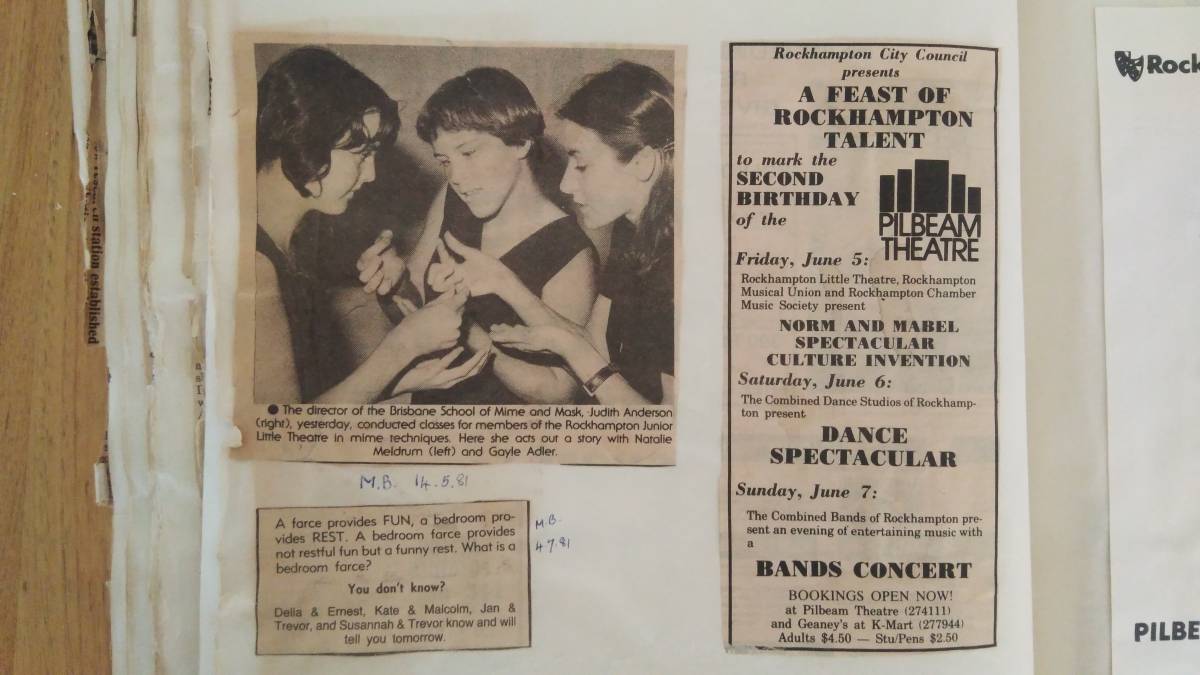 ● The director of the Brisbane School of Mime and Mask, Judith Anderson
(right), yesterday, conducted classes for members of the Rockhampton Junior
Little Theatre in mime techniques. Here she acts out a story with Natalie
Meldrum (left) and Gayle Adler.
M.B. 14.5.81
A farce provides FUN, a bedroom pro-
vides REST. A bedroom farce provides
not restful fun but a funny rest. What is a
bedroom farce?
You don't know?
Delia & Ernest, Kate & Malcolm, Jan &
Trevor, and Susannah & Trevor know and will
tell you tomorrow.
M.B.
4.7.81
Rockhampton City Council
presents
A FEAST OF
ROCKHAMPTON
TALENT
to mark the
SECOND
BIRTHDAY
of the
PILBEAM
THEATRE
Friday, June 5:
Rockhampton Little Theatre, Rockhampton
Musical Union and Rockhampton Chamber
Music Society present
NORM AND MABEL
SPECTACULAR
CULTURE INVENTION
Saturday, June 6:
The Combined Dance Studios of Rockhamp-
ton present
DANCE
SPECTACULAR
Sunday, June 7:
The Combined Bands of Rockhampton pre-
sent an evening of entertaining music with
a
BANDS CONCERT
BOOKINGS OPEN NOW!
at Pilbeam Theatre (274111)
and Geaney's at K-Mart (277944)
Adults $4.50 — Stu/Pens $2.50
Rock
PILBE
station established